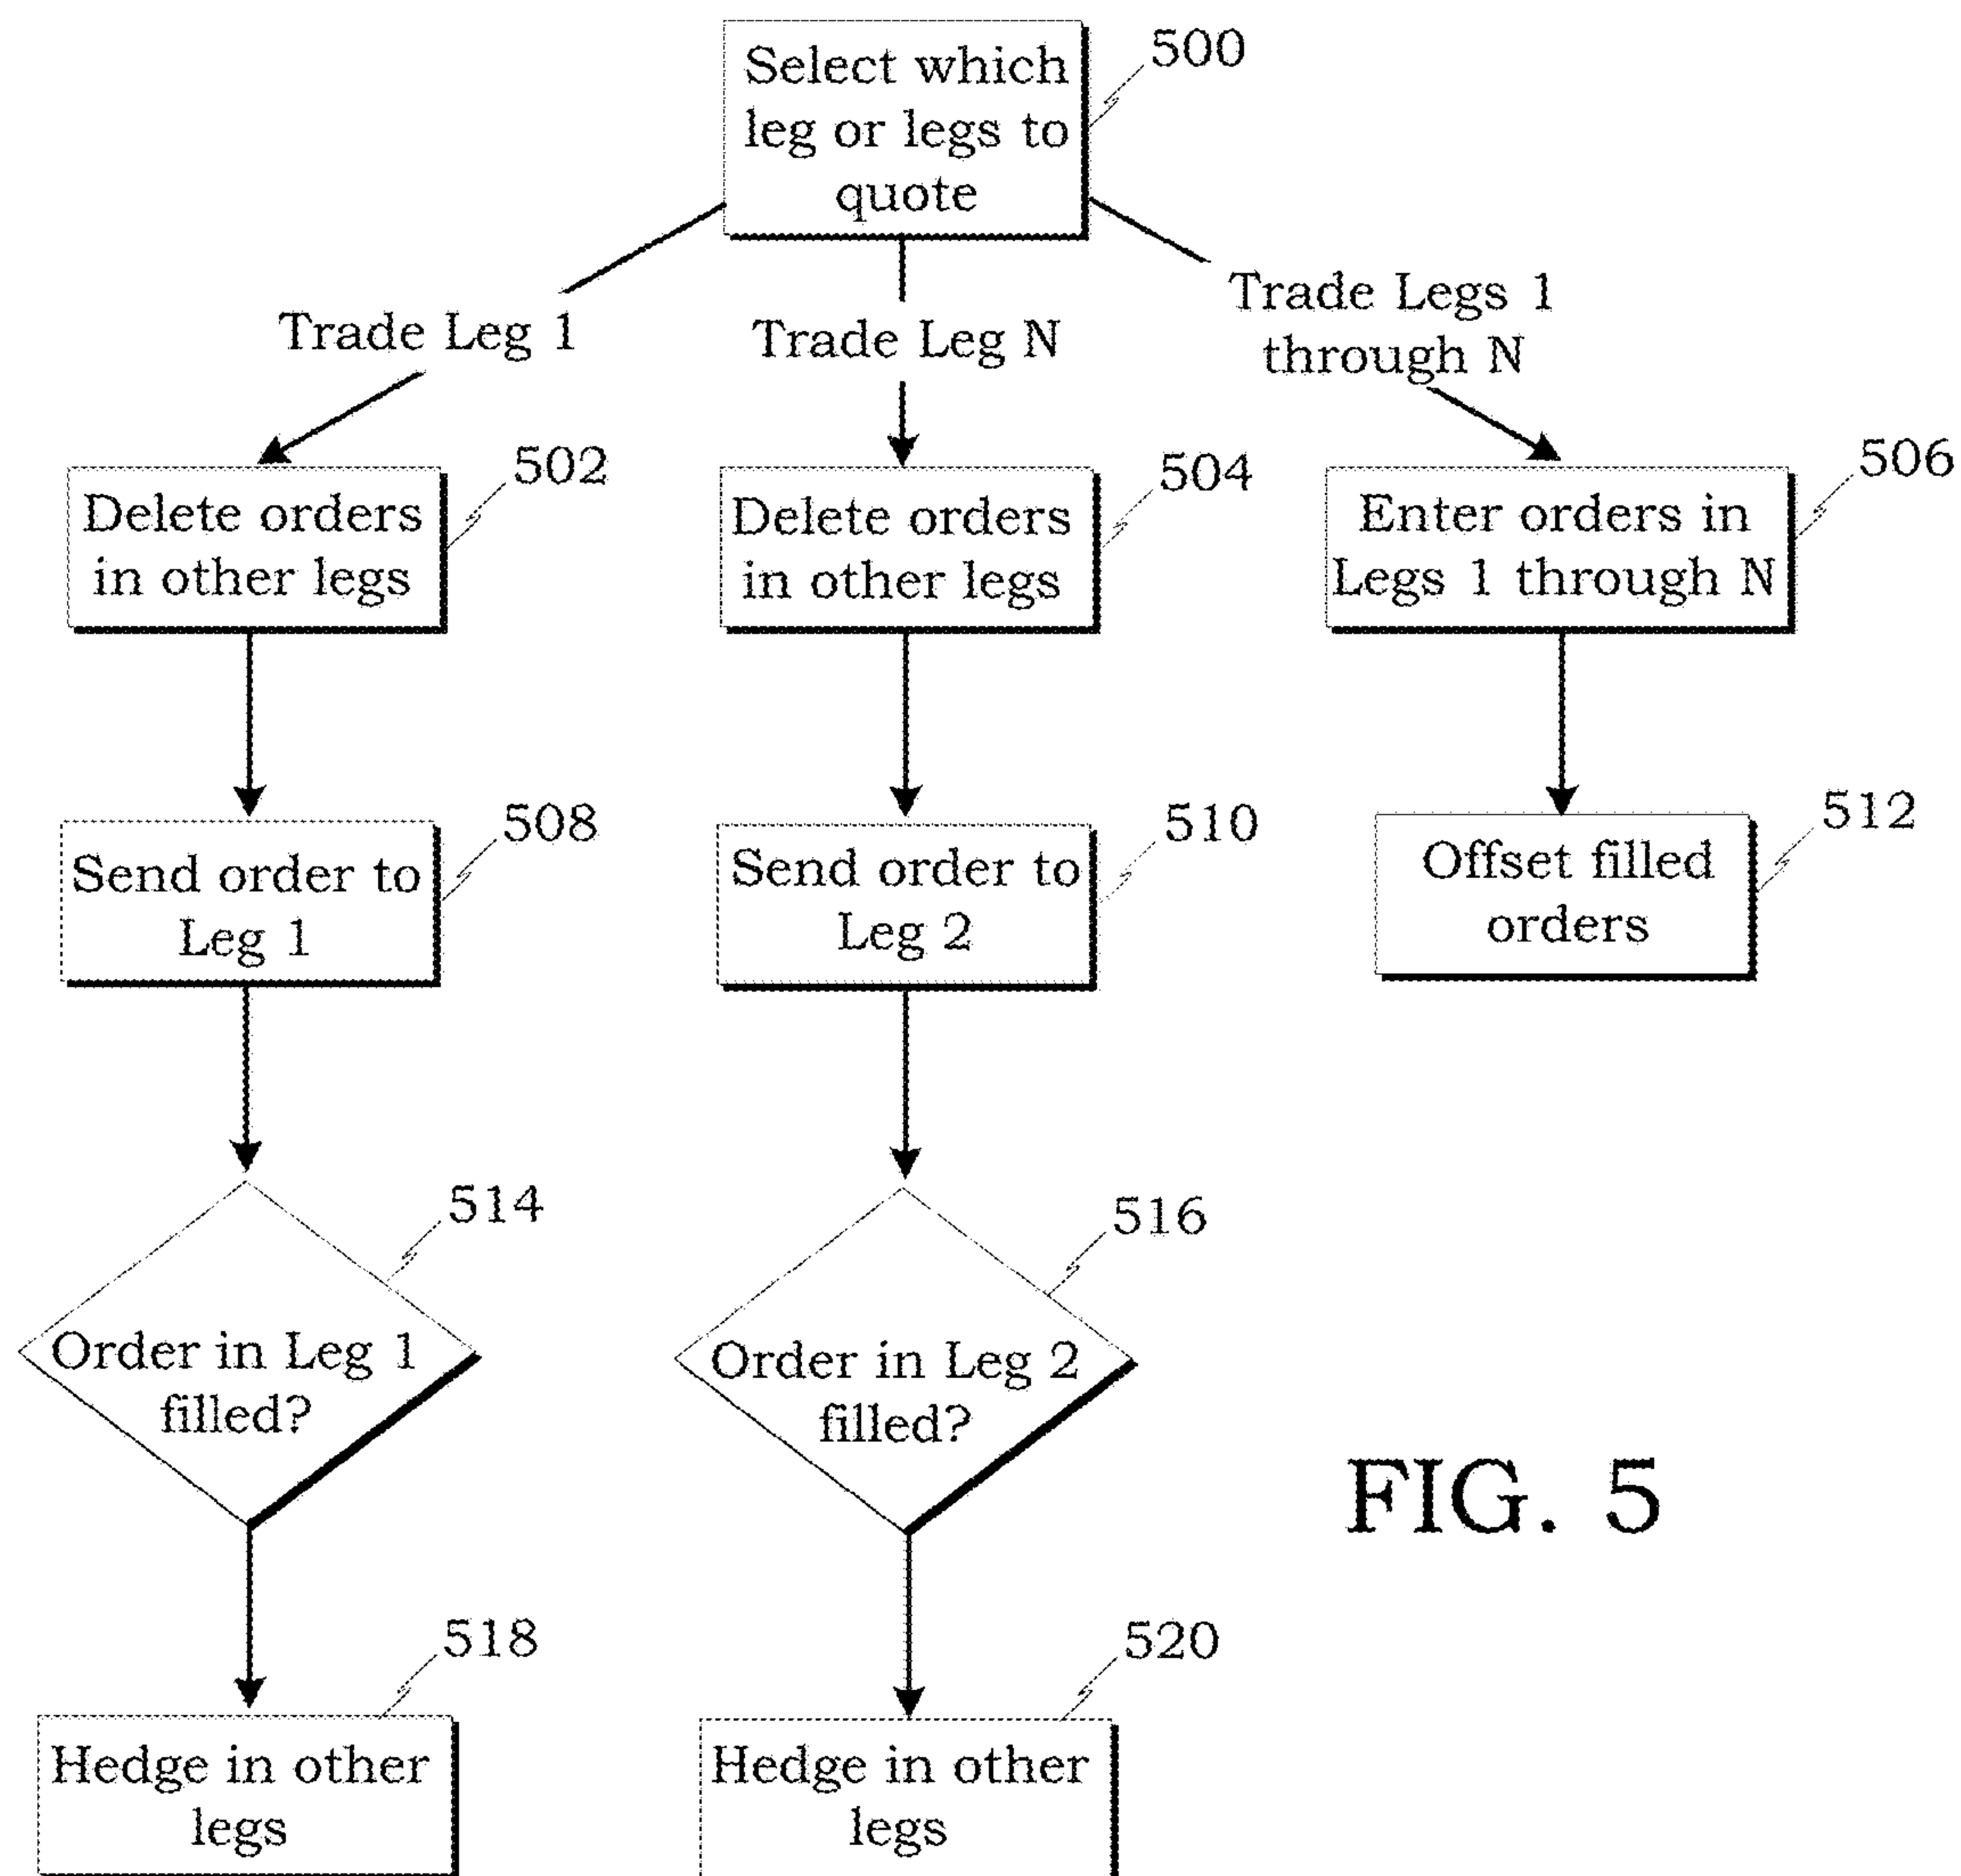 Select which
leg or legs to
quote
500
Trade Leg 1
Trade Leg N
Trade Legs 1
through N
Delete orders
in other legs
502
Delete orders
in other legs
504
Enter orders in
Legs 1 through N
506
Send order to
Leg 1
508
Send order to
Leg 2
510
Offset filled
orders
512
Order in Leg 1
filled?
514
Order in Leg 2
filled?
516
FIG. 5
Hedge in other
legs
518
Hedge in other
legs
520